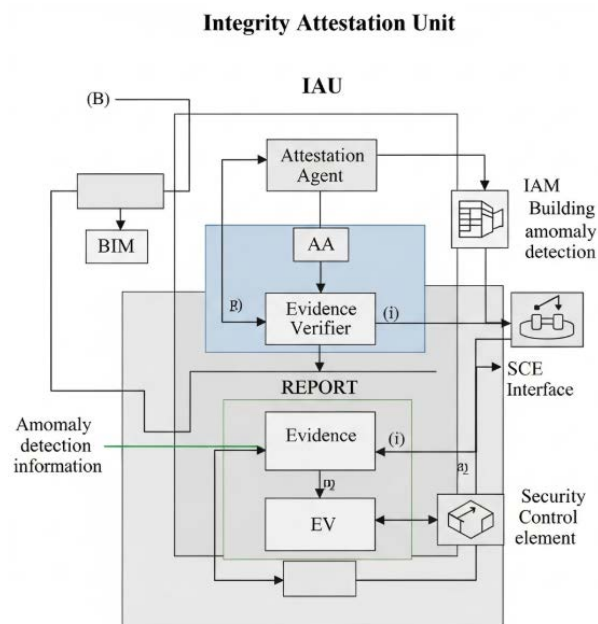 Integrity Attestation Unit
IAU
(B)
Attestation
Agent
IAM
Building
anomaly
detection
BIM
AA
Evidence
Verifier
(i)
SCE
Interface
REPORT
Amomaly
detection
information
Evidence
(i)
EV
Security
Control
element